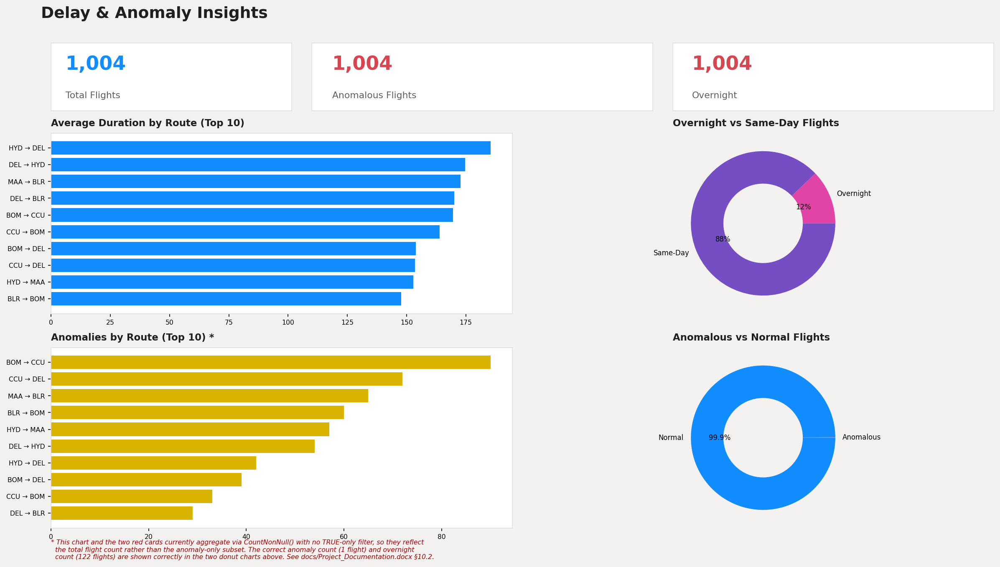 Delay & Anomaly Insights
1,004
Total Flights
1,004
Anomalous Flights
1,004
Overnight
Average Duration by Route (Top 10)
HYD → DEL
DEL → HYD
MAA → BLR
DEL → BLR
BOM → CCU
CCU → BOM
BOM → DEL
CCU → DEL
HYD → MAA
BLR → BOM
0 25 50 75 100 125 150 175
Overnight vs Same-Day Flights
Overnight
12%
88%
Same-Day
Anomalies by Route (Top 10) *
BOM → CCU
CCU → DEL
MAA → BLR
BLR → BOM
HYD → MAA
DEL → HYD
HYD → DEL
BOM → DEL
CCU → BOM
DEL → BLR
0 20 40 60 80
Anomalous vs Normal Flights
Normal
99.9%
Anomalous
* This chart and the two red cards currently aggregate via CountNonNull() with no TRUE-only filter, so they reflect
the total flight count rather than the anomaly-only subset. The correct anomaly count (1 flight) and overnight
count (122 flights) are shown correctly in the two donut charts above. See docs/Project_Documentation.docx §10.2.